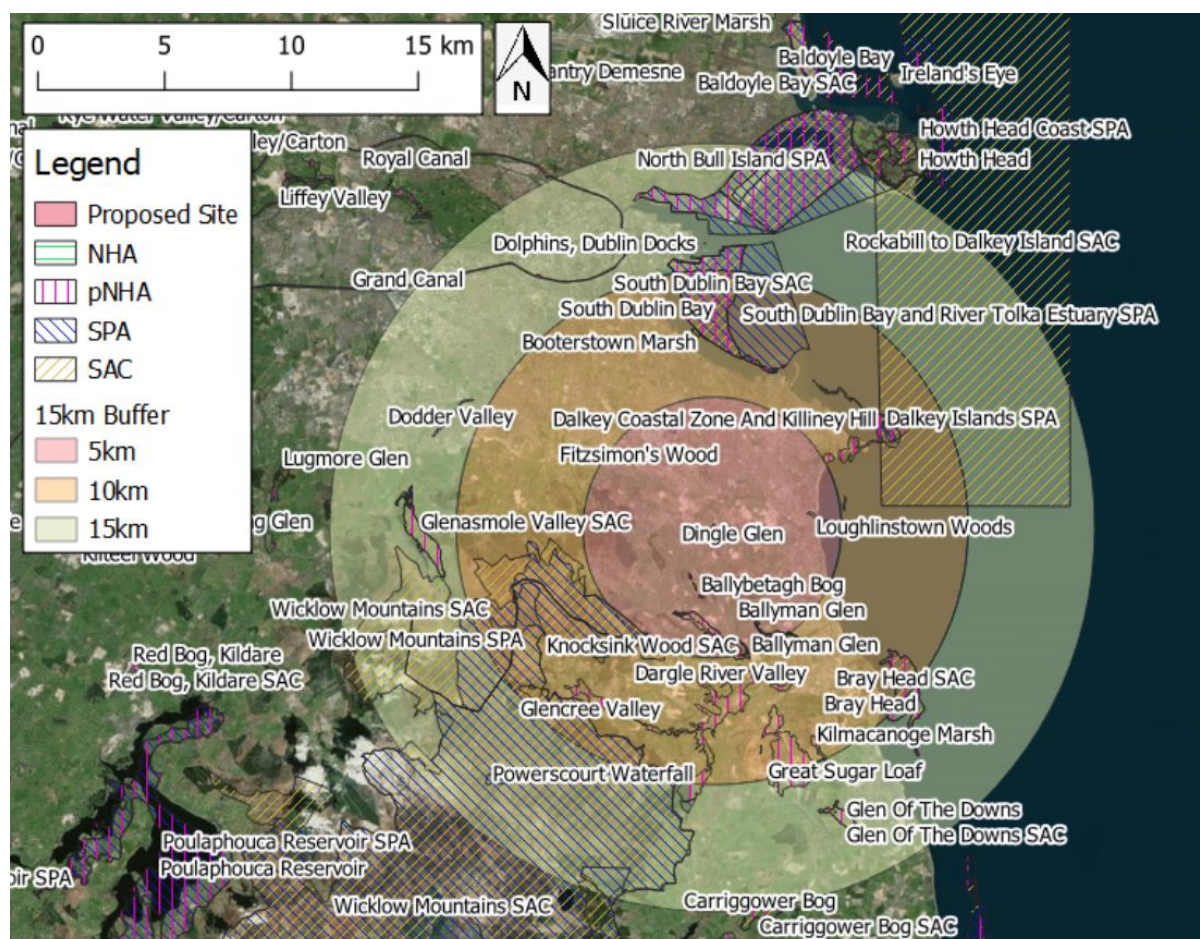 Sluice River Marsh
0 5 10 15 km
N
antry Demesne
Baldoyle Bay
Baldoyle Bay SAC
Ireland's Eye
ley/Carton
Royal Canal
Howth Head Coast SPA
Legend
North Bull Island SPA
Howth Head
Liffey Valley
Proposed Site
NHA
pNHA
SPA
SAC
15km Buffer
5km
10km
15km
Dolphins, Dublin Docks
Rockabill to Dalkey Island SAC
Grand Canal
South Dublin Bay SAC
South Dublin Bay
South Dublin Bay and River Tolka Estuary SPA
Booterstown Marsh
Dodder Valley
Dalkey Coastal Zone And Killiney Hill
Dalkey Islands SPA
Lugmore Glen
Fitzsimon's Wood
Glenasmole Valley SAC
Dingle Glen
Loughlinstown Woods
g Glen
Ballybetagh Bog
Wicklow Mountains SAC
Ballyman Glen
Wicklow Mountains SPA
Knocksink Wood SAC
Ballyman Glen
Red Bog, Kildare
Red Bog, Kildare SAC
Dargle River Valley
Bray Head SAC
Glencree Valley
Bray Head
Kilmacanoge Marsh
Powerscourt Waterfall
Great Sugar Loaf
Glen Of The Downs
Glen Of The Downs SAC
Poulaphouca Reservoir SPA
Poulaphouca Reservoir
oir SPA
Wicklow Mountains SAC
Carriggower Bog
Carriggower Bog SAC